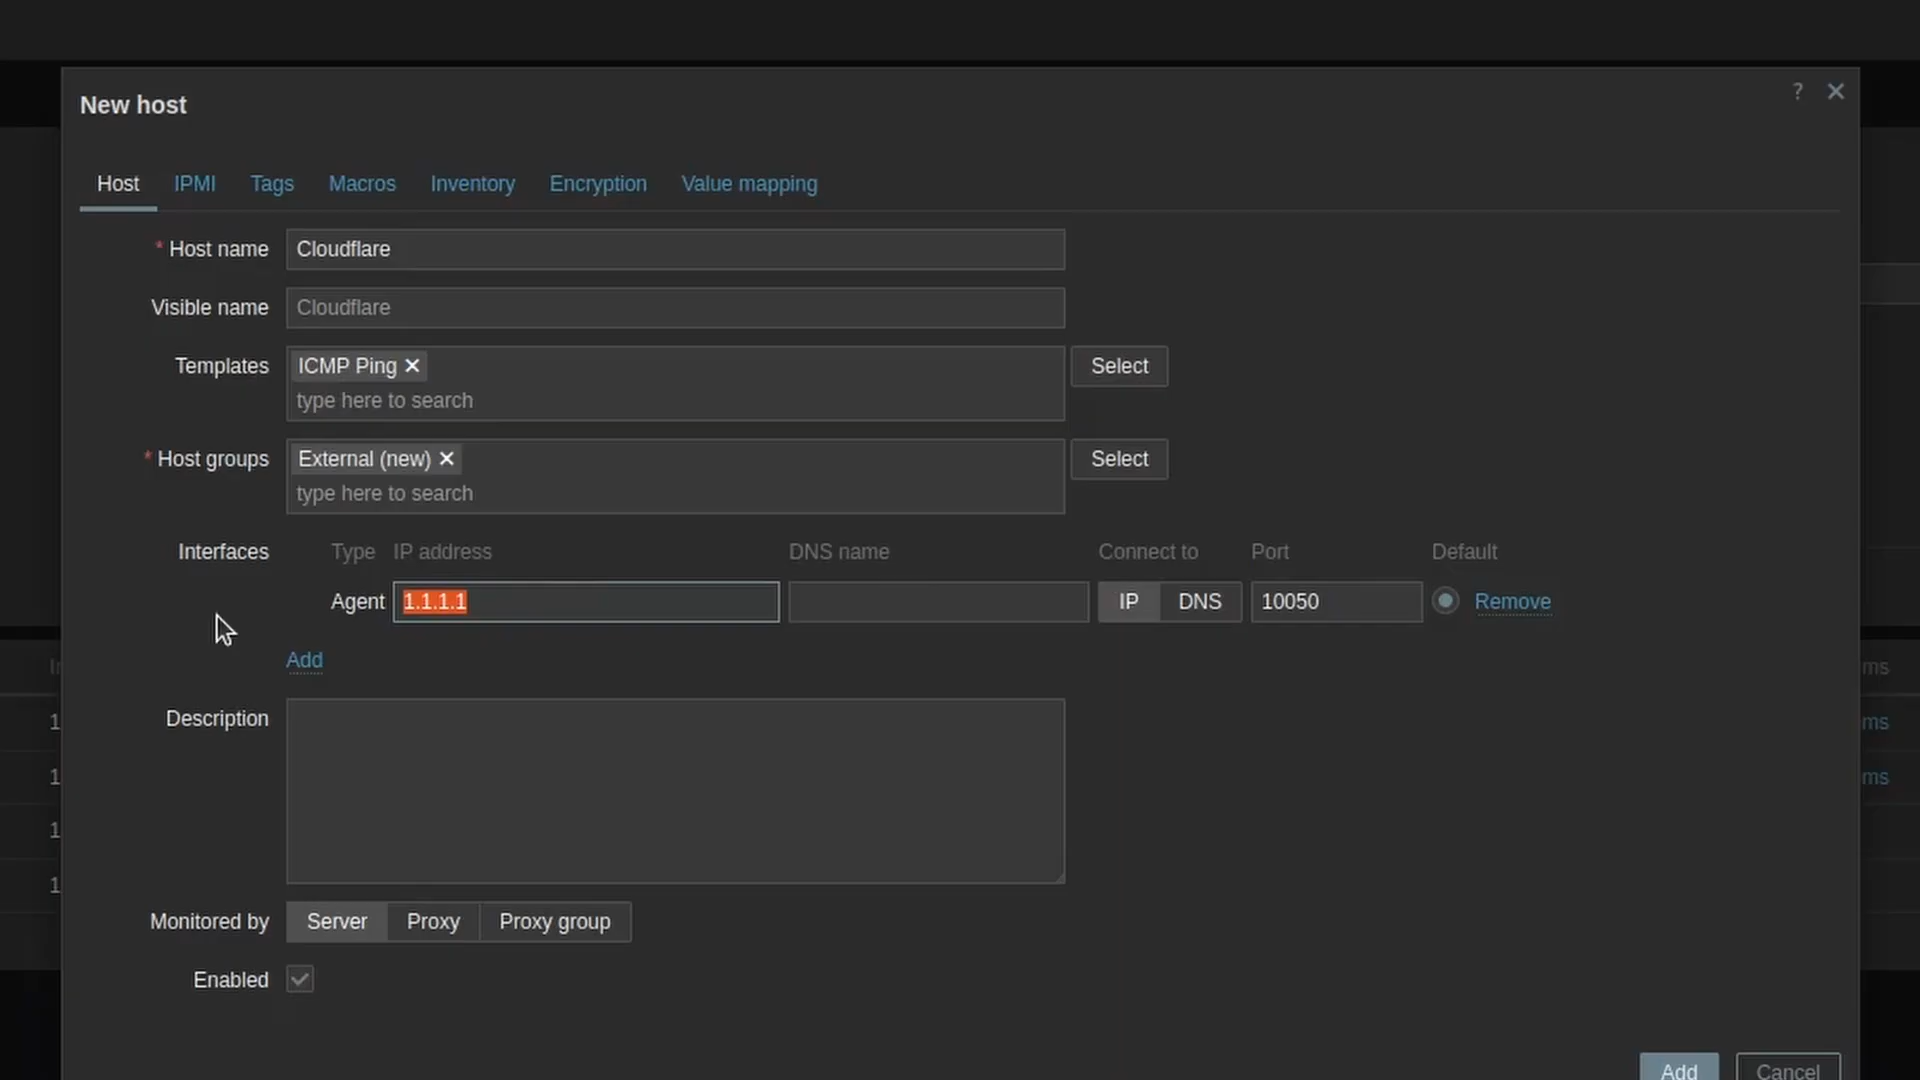 New host
? ✕
Host IPMI Tags Macros Inventory Encryption Value mapping
* Host name Cloudflare
Visible name Cloudflare
Templates ICMP Ping ✕ Select
type here to search
* Host groups External (new) ✕ Select
type here to search
Interfaces Type IP address DNS name Connect to Port Default
Agent 1.1.1.1 IP DNS 10050 Remove
Add
Description
Monitored by Server Proxy Proxy group
Enabled
Add Cancel